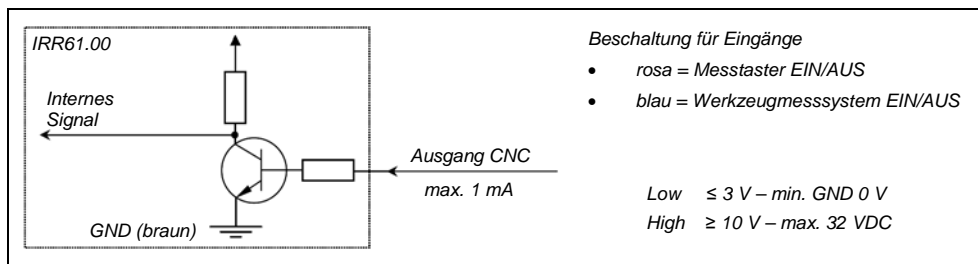 IRR61.00
Internes
Signal
Ausgang CNC
max. 1 mA
GND (braun)
Beschaltung für Eingänge
• rosa = Messtaster EIN/AUS
• blau = Werkzeugmesssystem EIN/AUS
Low ≤ 3 V – min. GND 0 V
High ≥ 10 V – max. 32 VDC